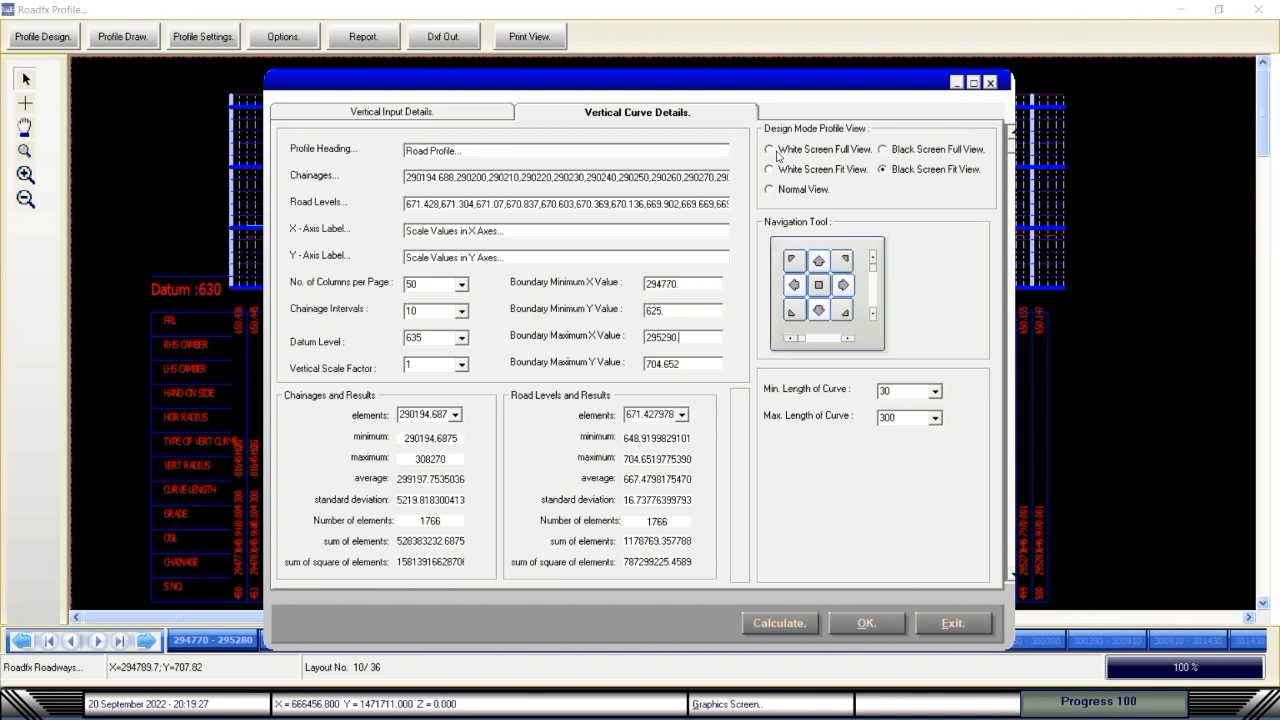 Roadfx Profile...
Profile Design. Profile Draw. Profile Settings. Options. Report. Dxf Out. Print View.
Vertical Input Details. Vertical Curve Details.
Profile Heading... Road Profile...
Chainages... 290194.688,290200,290210,290220,290230,290240,290250,290260,290270,29
Road Levels... 671.428,671.304,671.07,670.837,670.603,670.369,670.136,669.902,669.669,669
X - Axis Label... Scale Values in X Axes...
Y - Axis Label... Scale Values in Y Axes...
No. of Columns per Page : 50 Boundary Minimum X Value : 294770.
Chainage Intervals : 10 Boundary Minimum Y Value : 625.
Datum Level : 635 Boundary Maximum X Value : 295290.
Vertical Scale Factor : 1 Boundary Maximum Y Value : 704.652
Design Mode Profile View :
White Screen Full View. Black Screen Full View.
White Screen Fit View. Black Screen Fit View.
Normal View.
Navigation Tool :
Min. Length of Curve : 30
Max. Length of Curve : 300
Chainages and Results
elements: 290194.687
minimum: 290194.6875
maximum: 308270
average: 299197.7535036
standard deviation: 5219.818300413
Number of elements: 1766
sum of elements: 528383232.6875
sum of square of elements: 1581391662870
Road Levels and Results
elements: 671.427978
minimum: 648.9199829101
maximum: 704.6519775390
average: 667.4798175470
standard deviation: 16.73776399793
Number of elements: 1766
sum of elements: 1178769.357788
sum of square of elements: 787299225.4589
Calculate. OK. Exit.
Datum :630
FRL
RHS CAMBER
LHS CAMBER
HAND ON SIDE
HOR RADIUS
TYPE OF VERT CURVE
VERT RADIUS
CURVE LENGTH
GRADE
OGL
CHAINAGE
S.NO.
294770 - 295280
300390 300390 - 300910 300910 - 301430 301430
Roadfx Roadways... X=294789.7; Y=707.82 Layout No. 10/ 36 100 %
20 September 2022 - 20:19:27 X = 666456.800 Y = 1471711.000 Z = 0.000 Graphics Screen.. Progress 100